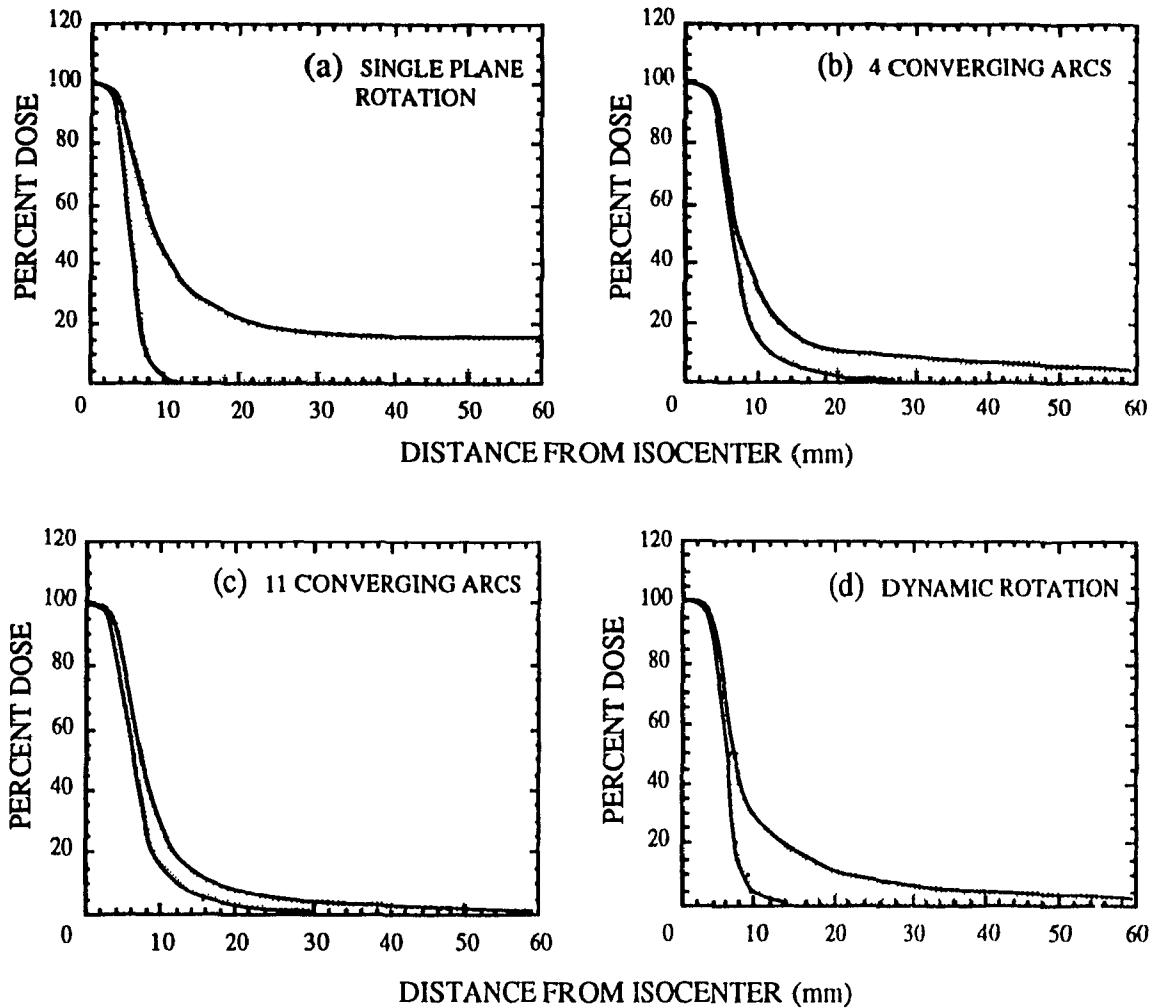 (a) SINGLE PLANE
ROTATION
PERCENT DOSE
120
100
80
60
40
20
0 10 20 30 40 50 60
(b) 4 CONVERGING ARCS
PERCENT DOSE
120
100
80
60
40
20
0 10 20 30 40 50 60
DISTANCE FROM ISOCENTER (mm)
(c) 11 CONVERGING ARCS
PERCENT DOSE
120
100
80
60
40
20
0 10 20 30 40 50 60
(d) DYNAMIC ROTATION
PERCENT DOSE
120
100
80
60
40
20
0 10 20 30 40 50 60
DISTANCE FROM ISOCENTER (mm)